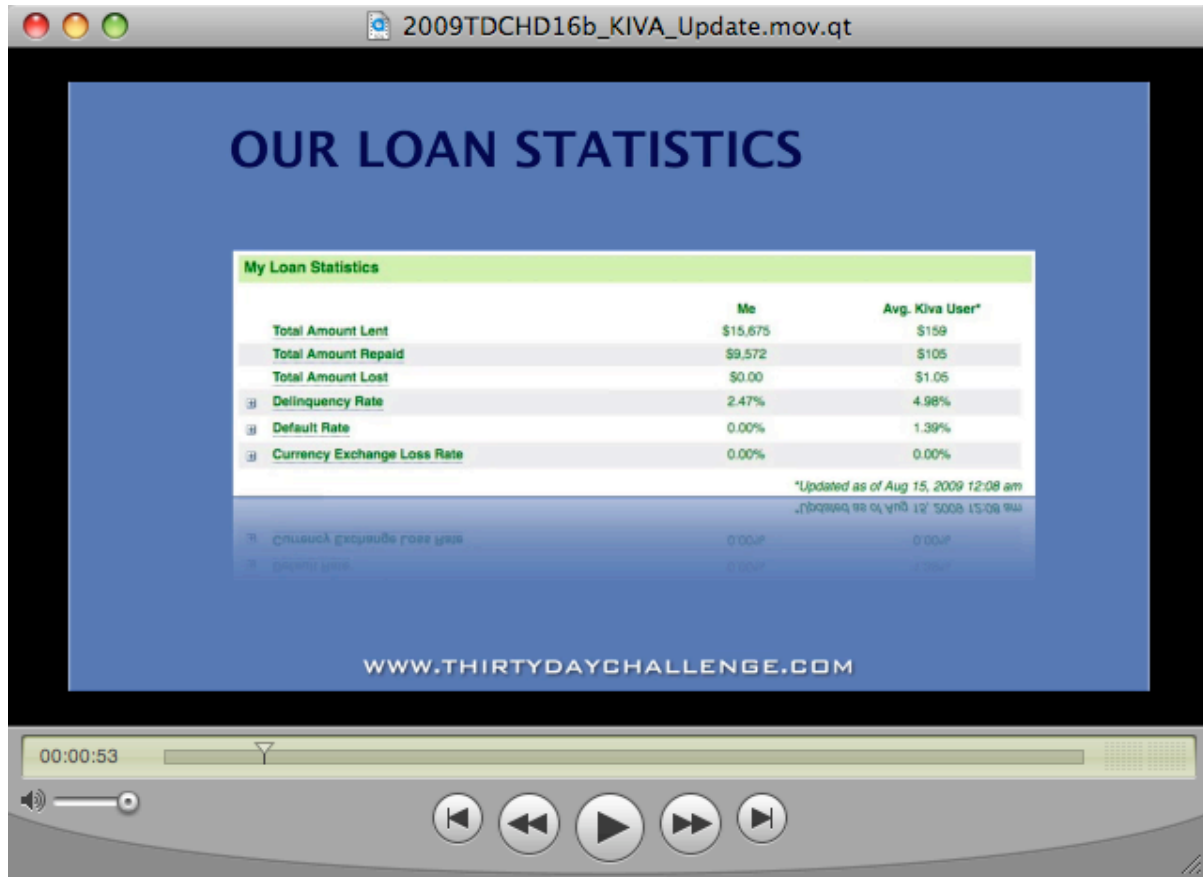 2009TDCHD16b_KIVA_Update.mov.qt
OUR LOAN STATISTICS
My Loan Statistics
Me Avg. Kiva User*
Total Amount Lent $15,675 $159
Total Amount Repaid $9,572 $105
Total Amount Lost $0.00 $1.05
Delinquency Rate 2.47% 4.98%
Default Rate 0.00% 1.39%
Currency Exchange Loss Rate 0.00% 0.00%
*Updated as of Aug 15, 2009 12:08 am
WWW.THIRTYDAYCHALLENGE.COM
00:00:53